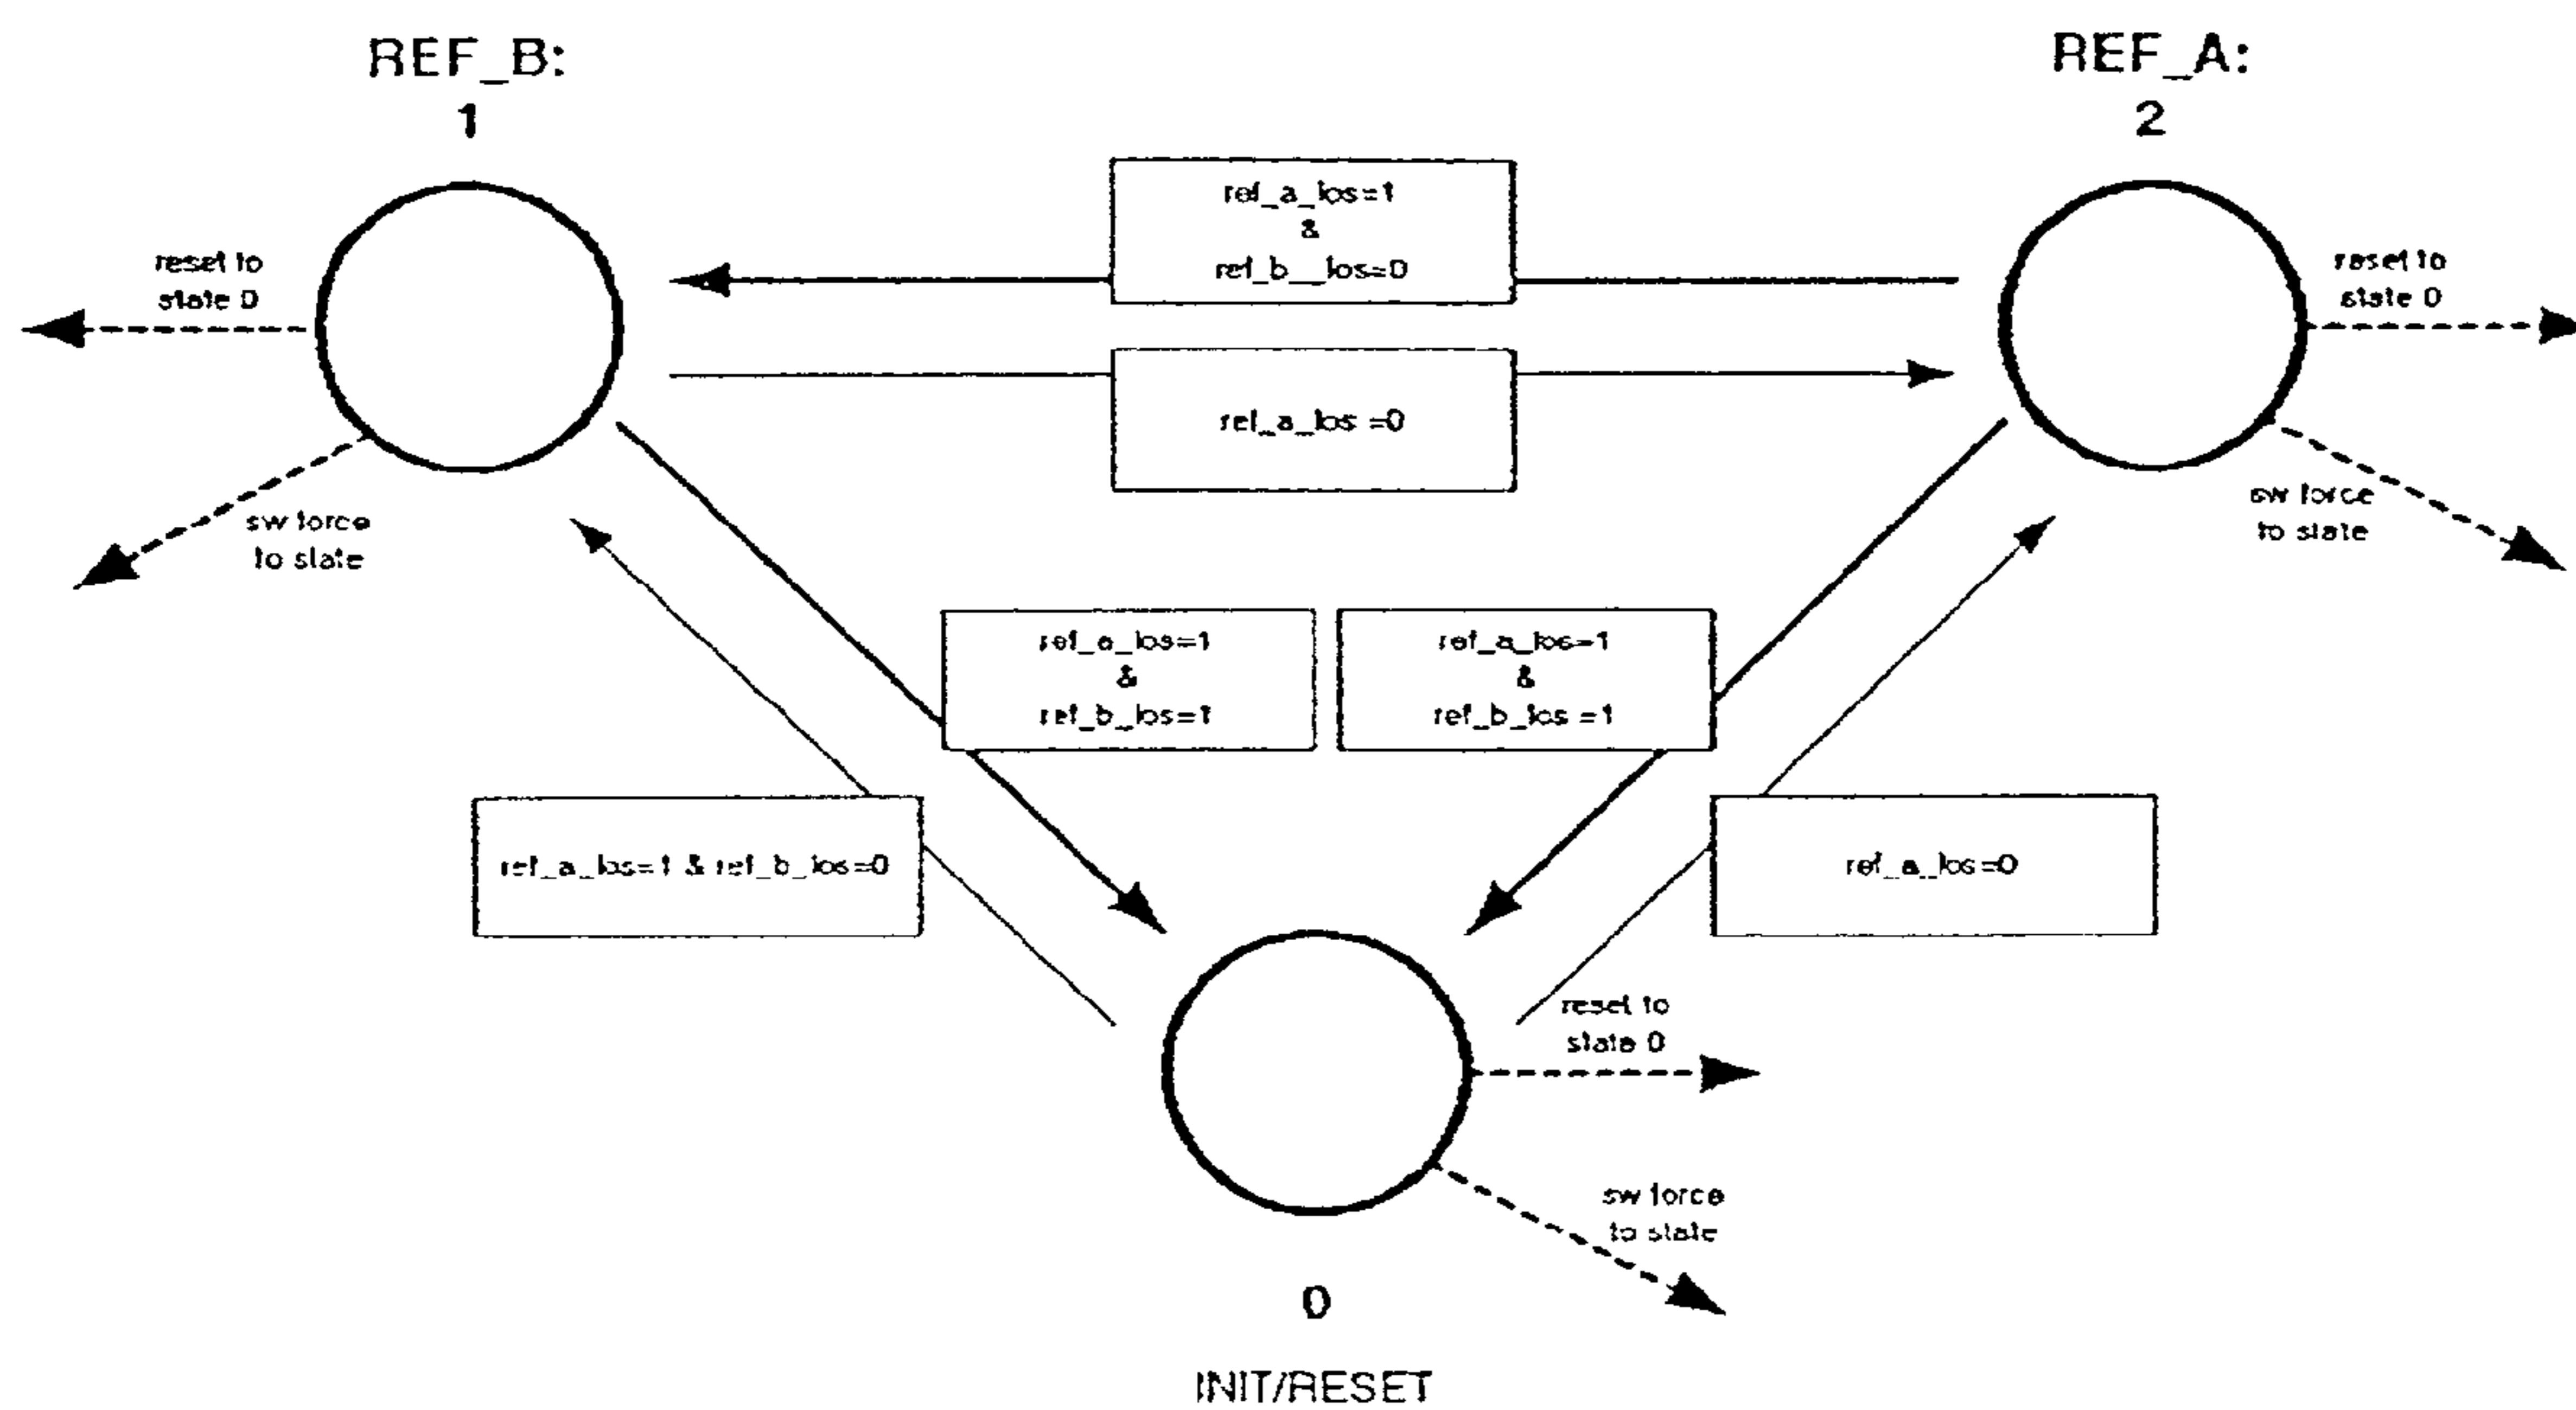 REF_B:
1
REF_A:
2
ref_a_los=1
&
ref_b__los=0
reset to
state 0
reset to
state 0
ref_a_los =0
sw force
to state
sw force
to state
ref_a_los=1
&
ref_b_los=1
ref_a_los=1
&
ref_b_los =1
ref_a_los=1 & ref_b_los=0
ref_a_los=0
reset to
state 0
sw force
to state
0
INIT/RESET